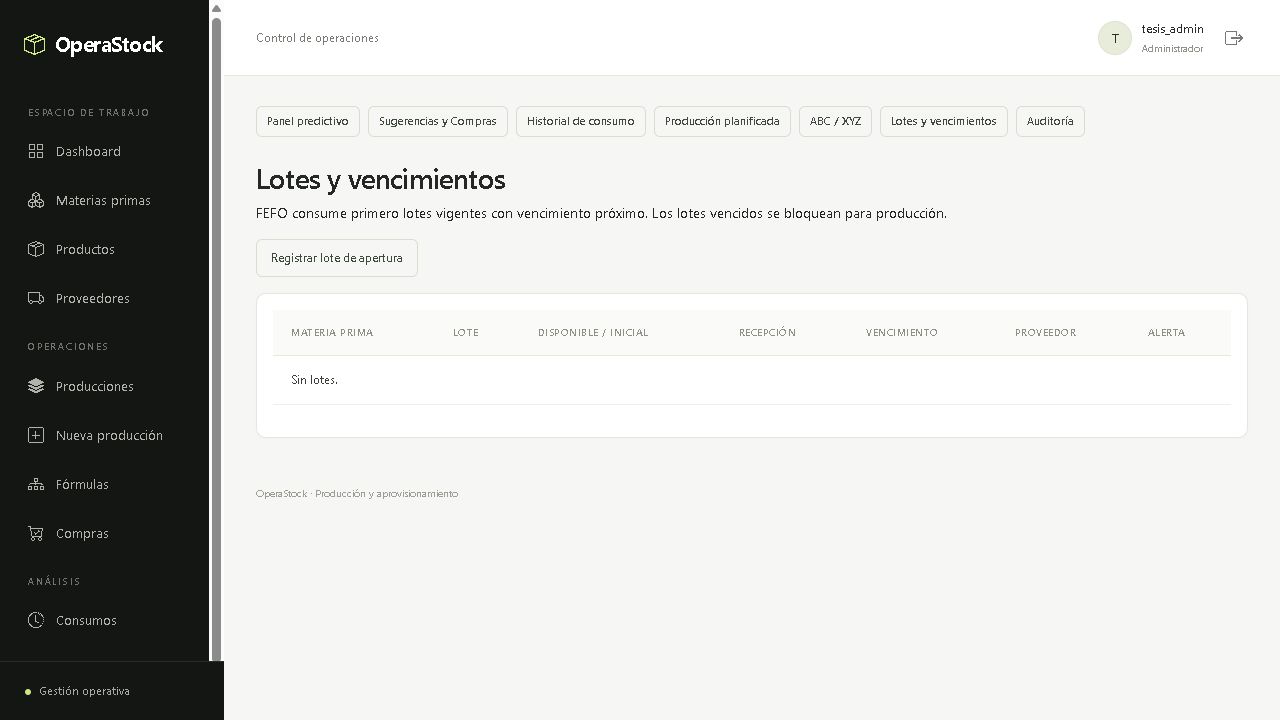 OperaStock
ESPACIO DE TRABAJO
Dashboard
Materias primas
Productos
Proveedores
OPERACIONES
Producciones
Nueva producción
Fórmulas
Compras
ANÁLISIS
Consumos
Gestión operativa
Control de operaciones
T
tesis_admin
Administrador
Panel predictivo
Sugerencias y Compras
Historial de consumo
Producción planificada
ABC / XYZ
Lotes y vencimientos
Auditoría
Lotes y vencimientos
FEFO consume primero lotes vigentes con vencimiento próximo. Los lotes vencidos se bloquean para producción.
Registrar lote de apertura
MATERIA PRIMA LOTE DISPONIBLE / INICIAL RECEPCIÓN VENCIMIENTO PROVEEDOR ALERTA
Sin lotes.
OperaStock · Producción y aprovisionamiento